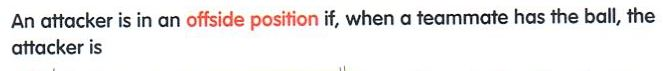 An attacker is in an offside position if, when a teammate has the ball, the
attacker is